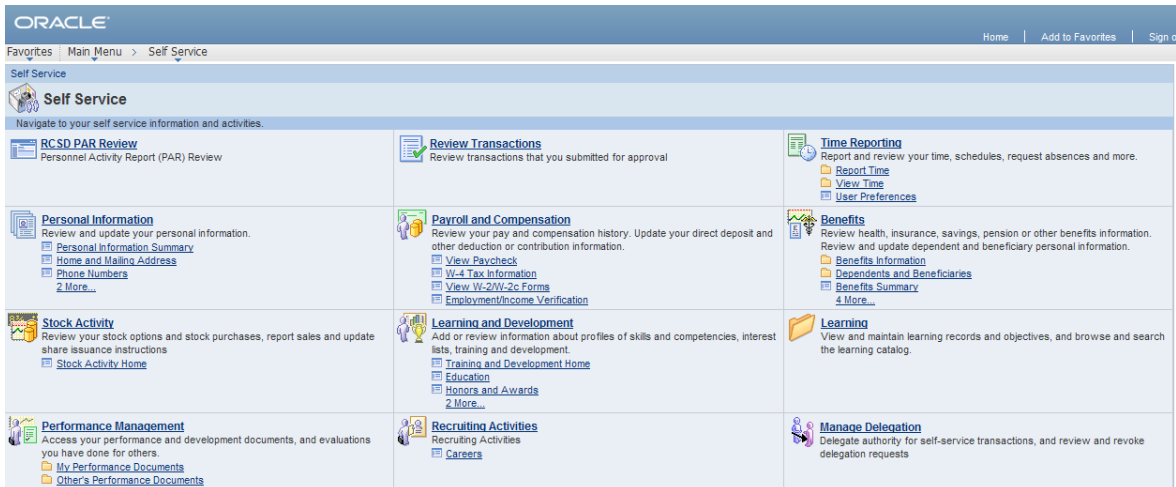 ORACLE
Home | Add to Favorites | Sign
Favorites Main Menu > Self Service
Self Service
Self Service
Navigate to your self service information and activities.
RCSD PAR Review
Personnel Activity Report (PAR) Review
Review Transactions
Review transactions that you submitted for approval
Time Reporting
Report and review your time, schedules, request absences and more.
Report Time
View Time
User Preferences
Personal Information
Review and update your personal information.
Personal Information Summary
Home and Mailing Address
Phone Numbers
2 More...
Payroll and Compensation
Review your pay and compensation history. Update your direct deposit and
other deduction or contribution information.
View Paycheck
W-4 Tax Information
View W-2/W-2c Forms
Employment/Income Verification
Benefits
Review health, insurance, savings, pension or other benefits information.
Review and update dependent and beneficiary personal information.
Benefits Information
Dependents and Beneficiaries
Benefits Summary
4 More...
Stock Activity
Review your stock options and stock purchases, report sales and update
share issuance instructions
Stock Activity Home
Learning and Development
Add or review information about profiles of skills and competencies, interest
lists, training and development.
Training and Development Home
Education
Honors and Awards
2 More...
Learning
View and maintain learning records and objectives, and browse and search
the learning catalog.
Performance Management
Access your performance and development documents, and evaluations
you have done for others.
My Performance Documents
Other's Performance Documents
Recruiting Activities
Recruiting Activities
Careers
Manage Delegation
Delegate authority for self-service transactions, and review and revoke
delegation requests